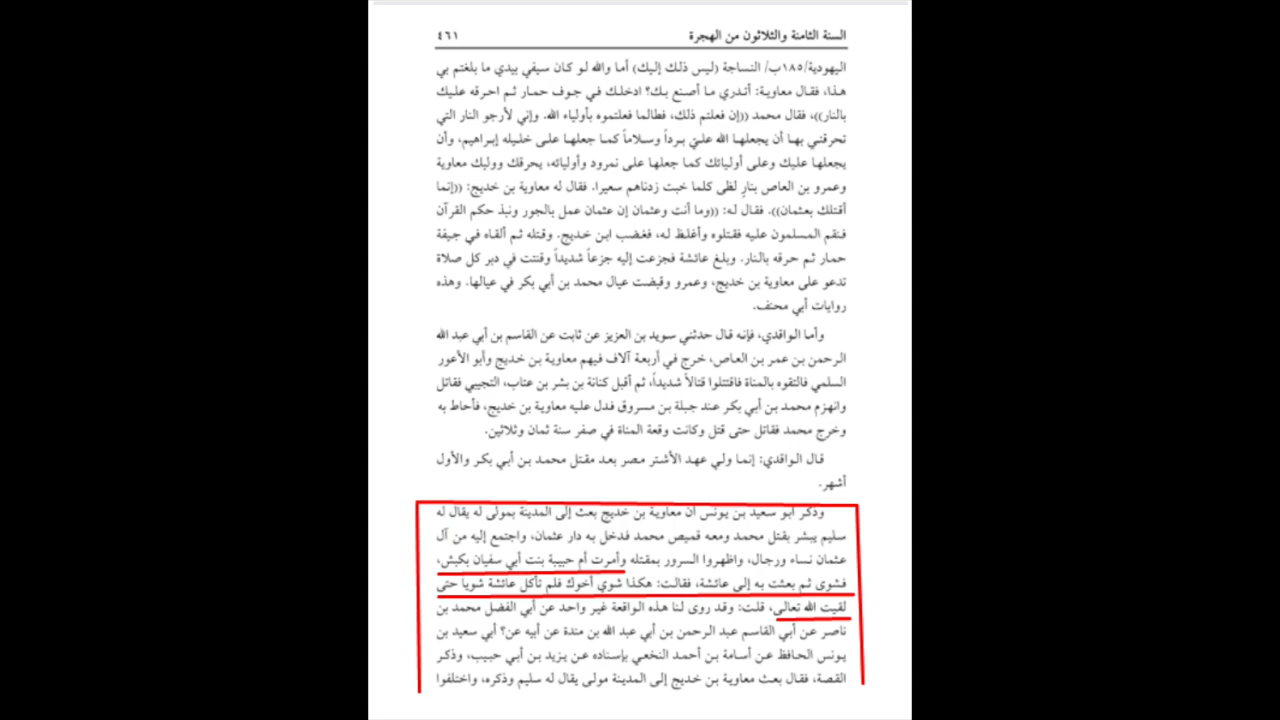 السنة الثامنة والثلاثون من الهجرة ٤٦١
اليهودية/١٨٥ب/ النساجة (ليس ذلك إليك) أما والله لو كان سيفي بيدي ما بلغتم بي
هذا، فقال معاوية: أتدري ما أصنع بك؟ ادخلك في جوف حمار ثم احرقه عليك
بالنار))، فقال محمد ((إن فعلتم ذلك، فطالما فعلتموه بأولياء الله. وإني لأرجو النار التي
تحرقني بها أن يجعلها الله عليّ برداً وسلاماً كما جعلها على خليله إبراهيم، وأن
يجعلها عليك وعلى أوليائك كما جعلها على نمرود وأوليائه، يحرقك ووليك معاوية
وعمرو بن العاص بنارٍ لظى كلما خبت زدناهم سعيرا. فقال له معاوية بن خديج: ((إنما
أقتلك بعثمان)). فقال له: ((وما أنت وعثمان إن عثمان عمل بالجور ونبذ حكم القرآن
فنقم المسلمون عليه فقتلوه وأغلظ له، فغضب ابن خديج. وقتله ثم ألقاه في جيفة
حمار ثم حرقه بالنار. وبلغ عائشة فجزعت إليه جزعاً شديداً وقنتت في دبر كل صلاة
تدعو على معاوية بن خديج، وعمرو وقبضت عيال محمد بن أبي بكر في عيالها. وهذه
روايات أبي محنف.
وأما الواقدي، فإنه قال حدثني سويد بن العزيز عن ثابت عن القاسم بن أبي عبد الله
الرحمن بن عمر بن العاص، خرج في أربعة آلاف فيهم معاوية بن خديج وأبو الأعور
السلمي فالتقوه بالمناة فاقتتلوا قتالاً شديداً، ثم أقبل كنانة بن بشر بن عتاب، التجيبي فقاتل
وانهزم محمد بن أبي بكر عند جبلة بن مسروق فدل عليه معاوية بن خديج، فأحاط به
وخرج محمد فقاتل حتى قتل وكانت وقعة المناة في صفر سنة ثمان وثلاثين.
قال الواقدي: إنما ولي عهد الأشتر مصر بعد مقتل محمد بن أبي بكر والأول
أشهر.
وذكر ابو سعيد بن يونس ان معاوية بن خديج بعث إلى المدينة بمولى له يقال له
سليم يبشر بقتل محمد ومعه قميص محمد فدخل به دار عثمان، واجتمع إليه من آل
عثمان نساء ورجال، واظهروا السرور بمقتله وأمرت أم حبيبة بنت أبي سفيان بكبش،
فشوى ثم بعثت به إلى عائشة، فقالت: هكذا شوي أخوك فلم تأكل عائشة شويا حتى
لقيت الله تعالى، قلت: وقد روى لنا هذه الواقعة غير واحد عن أبي الفضل محمد بن
ناصر عن أبي القاسم عبد الرحمن بن أبي عبد الله بن مندة عن أبيه عن؟ أبي سعيد بن
يونس الحافظ عن أسامة بن أحمد النخعي بإسناده عن يزيد بن أبي حبيب، وذكر
القصة، فقال بعث معاوية بن خديج إلى المدينة مولى يقال له سليم وذكره، واختلفوا